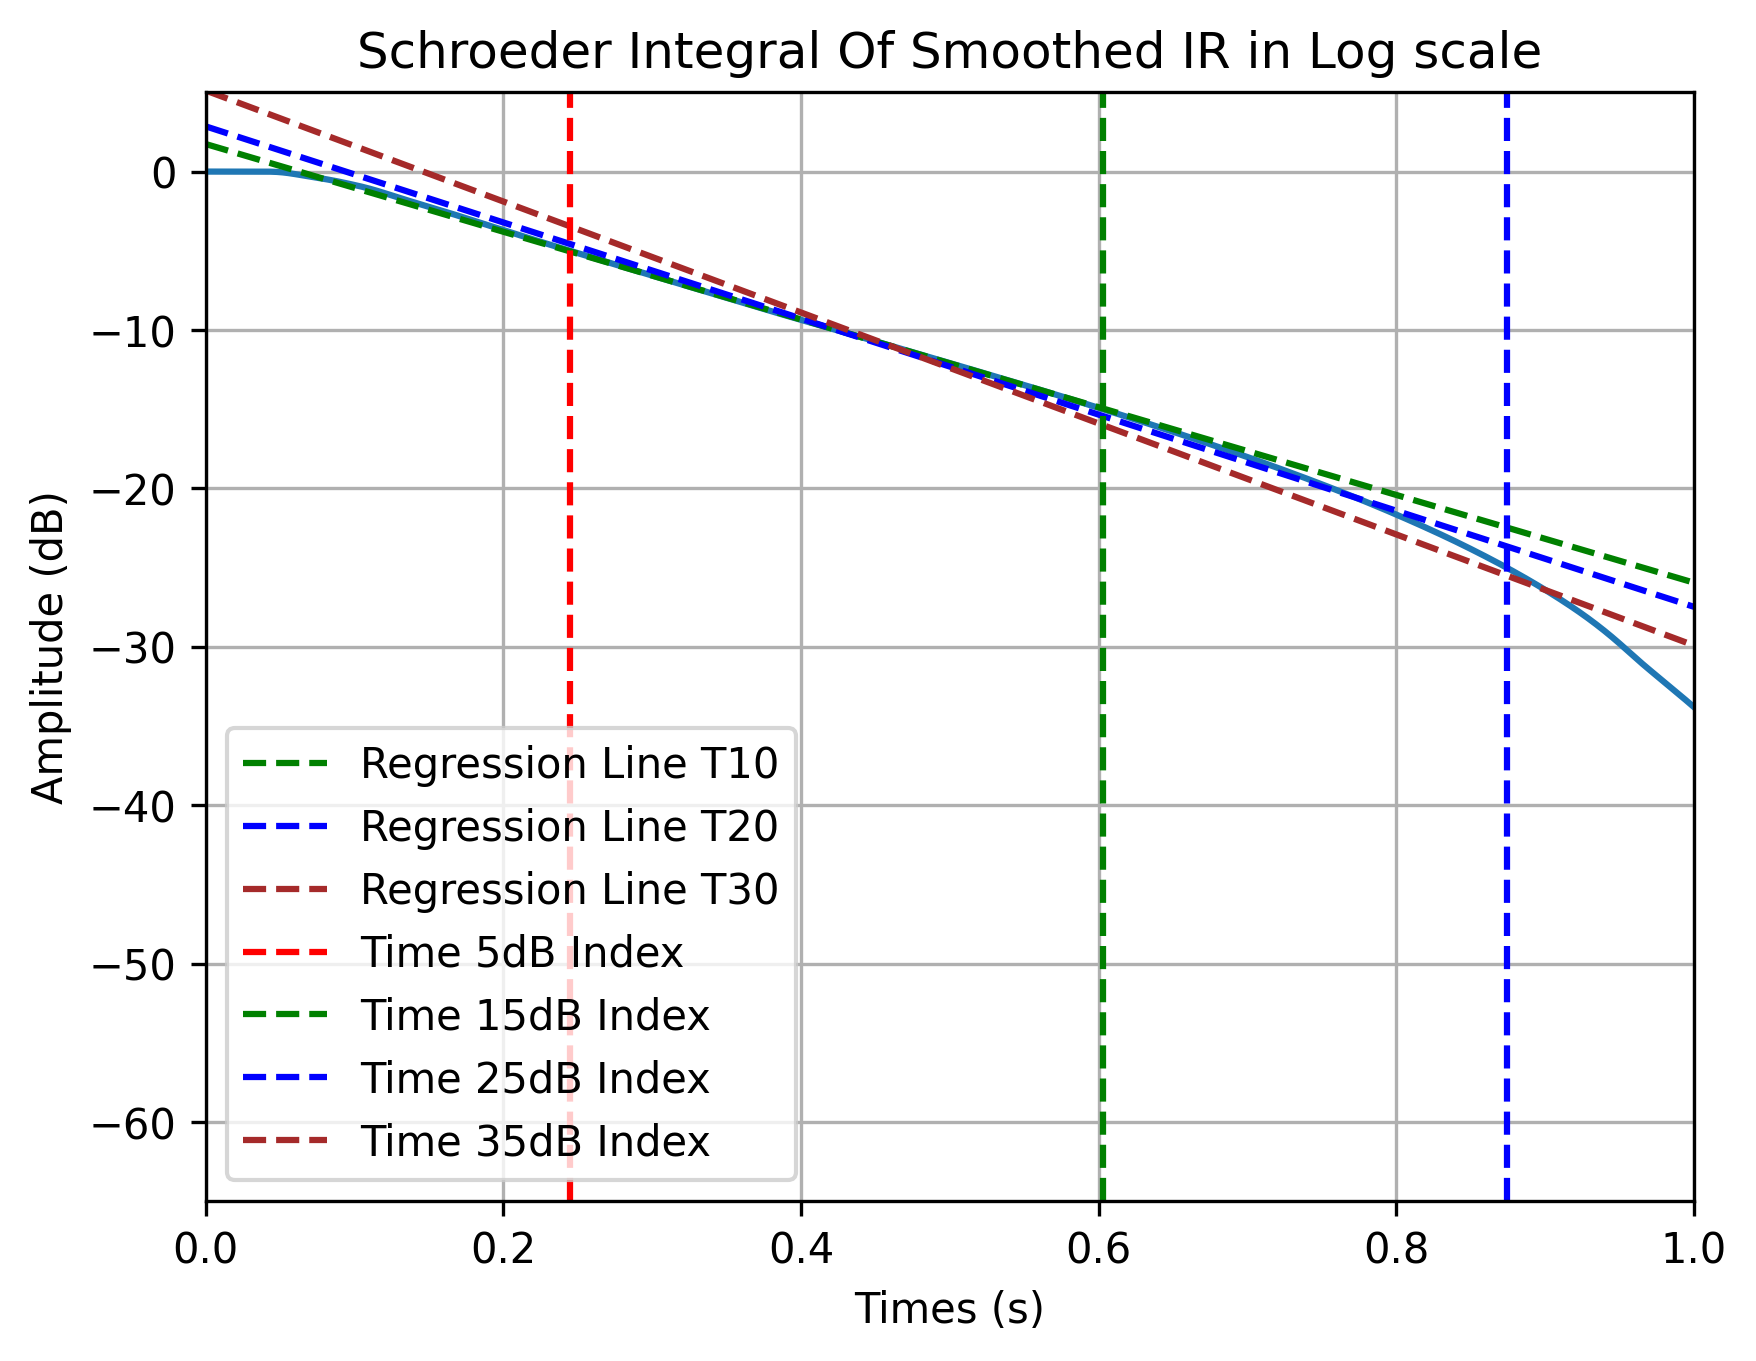 Schroeder Integral Of Smoothed IR in Log scale
0
−10
−20
−30
−40
−50
−60
Amplitude (dB)
Regression Line T10
Regression Line T20
Regression Line T30
Time 5dB Index
Time 15dB Index
Time 25dB Index
Time 35dB Index
0.0 0.2 0.4 0.6 0.8 1.0
Times (s)